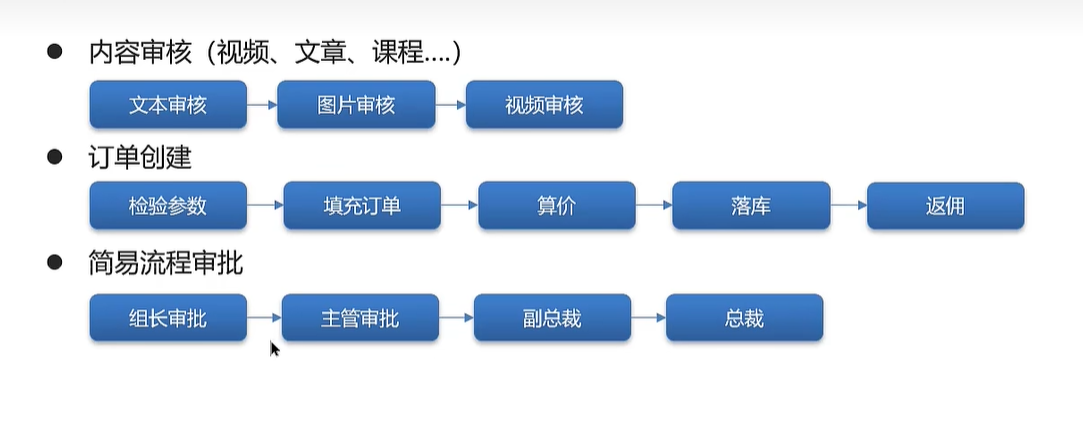 内容审核（视频、文章、课程....）
文本审核 图片审核 视频审核
订单创建
检验参数 填充订单 算价 落库 返佣
简易流程审批
组长审批 主管审批 副总裁 总裁